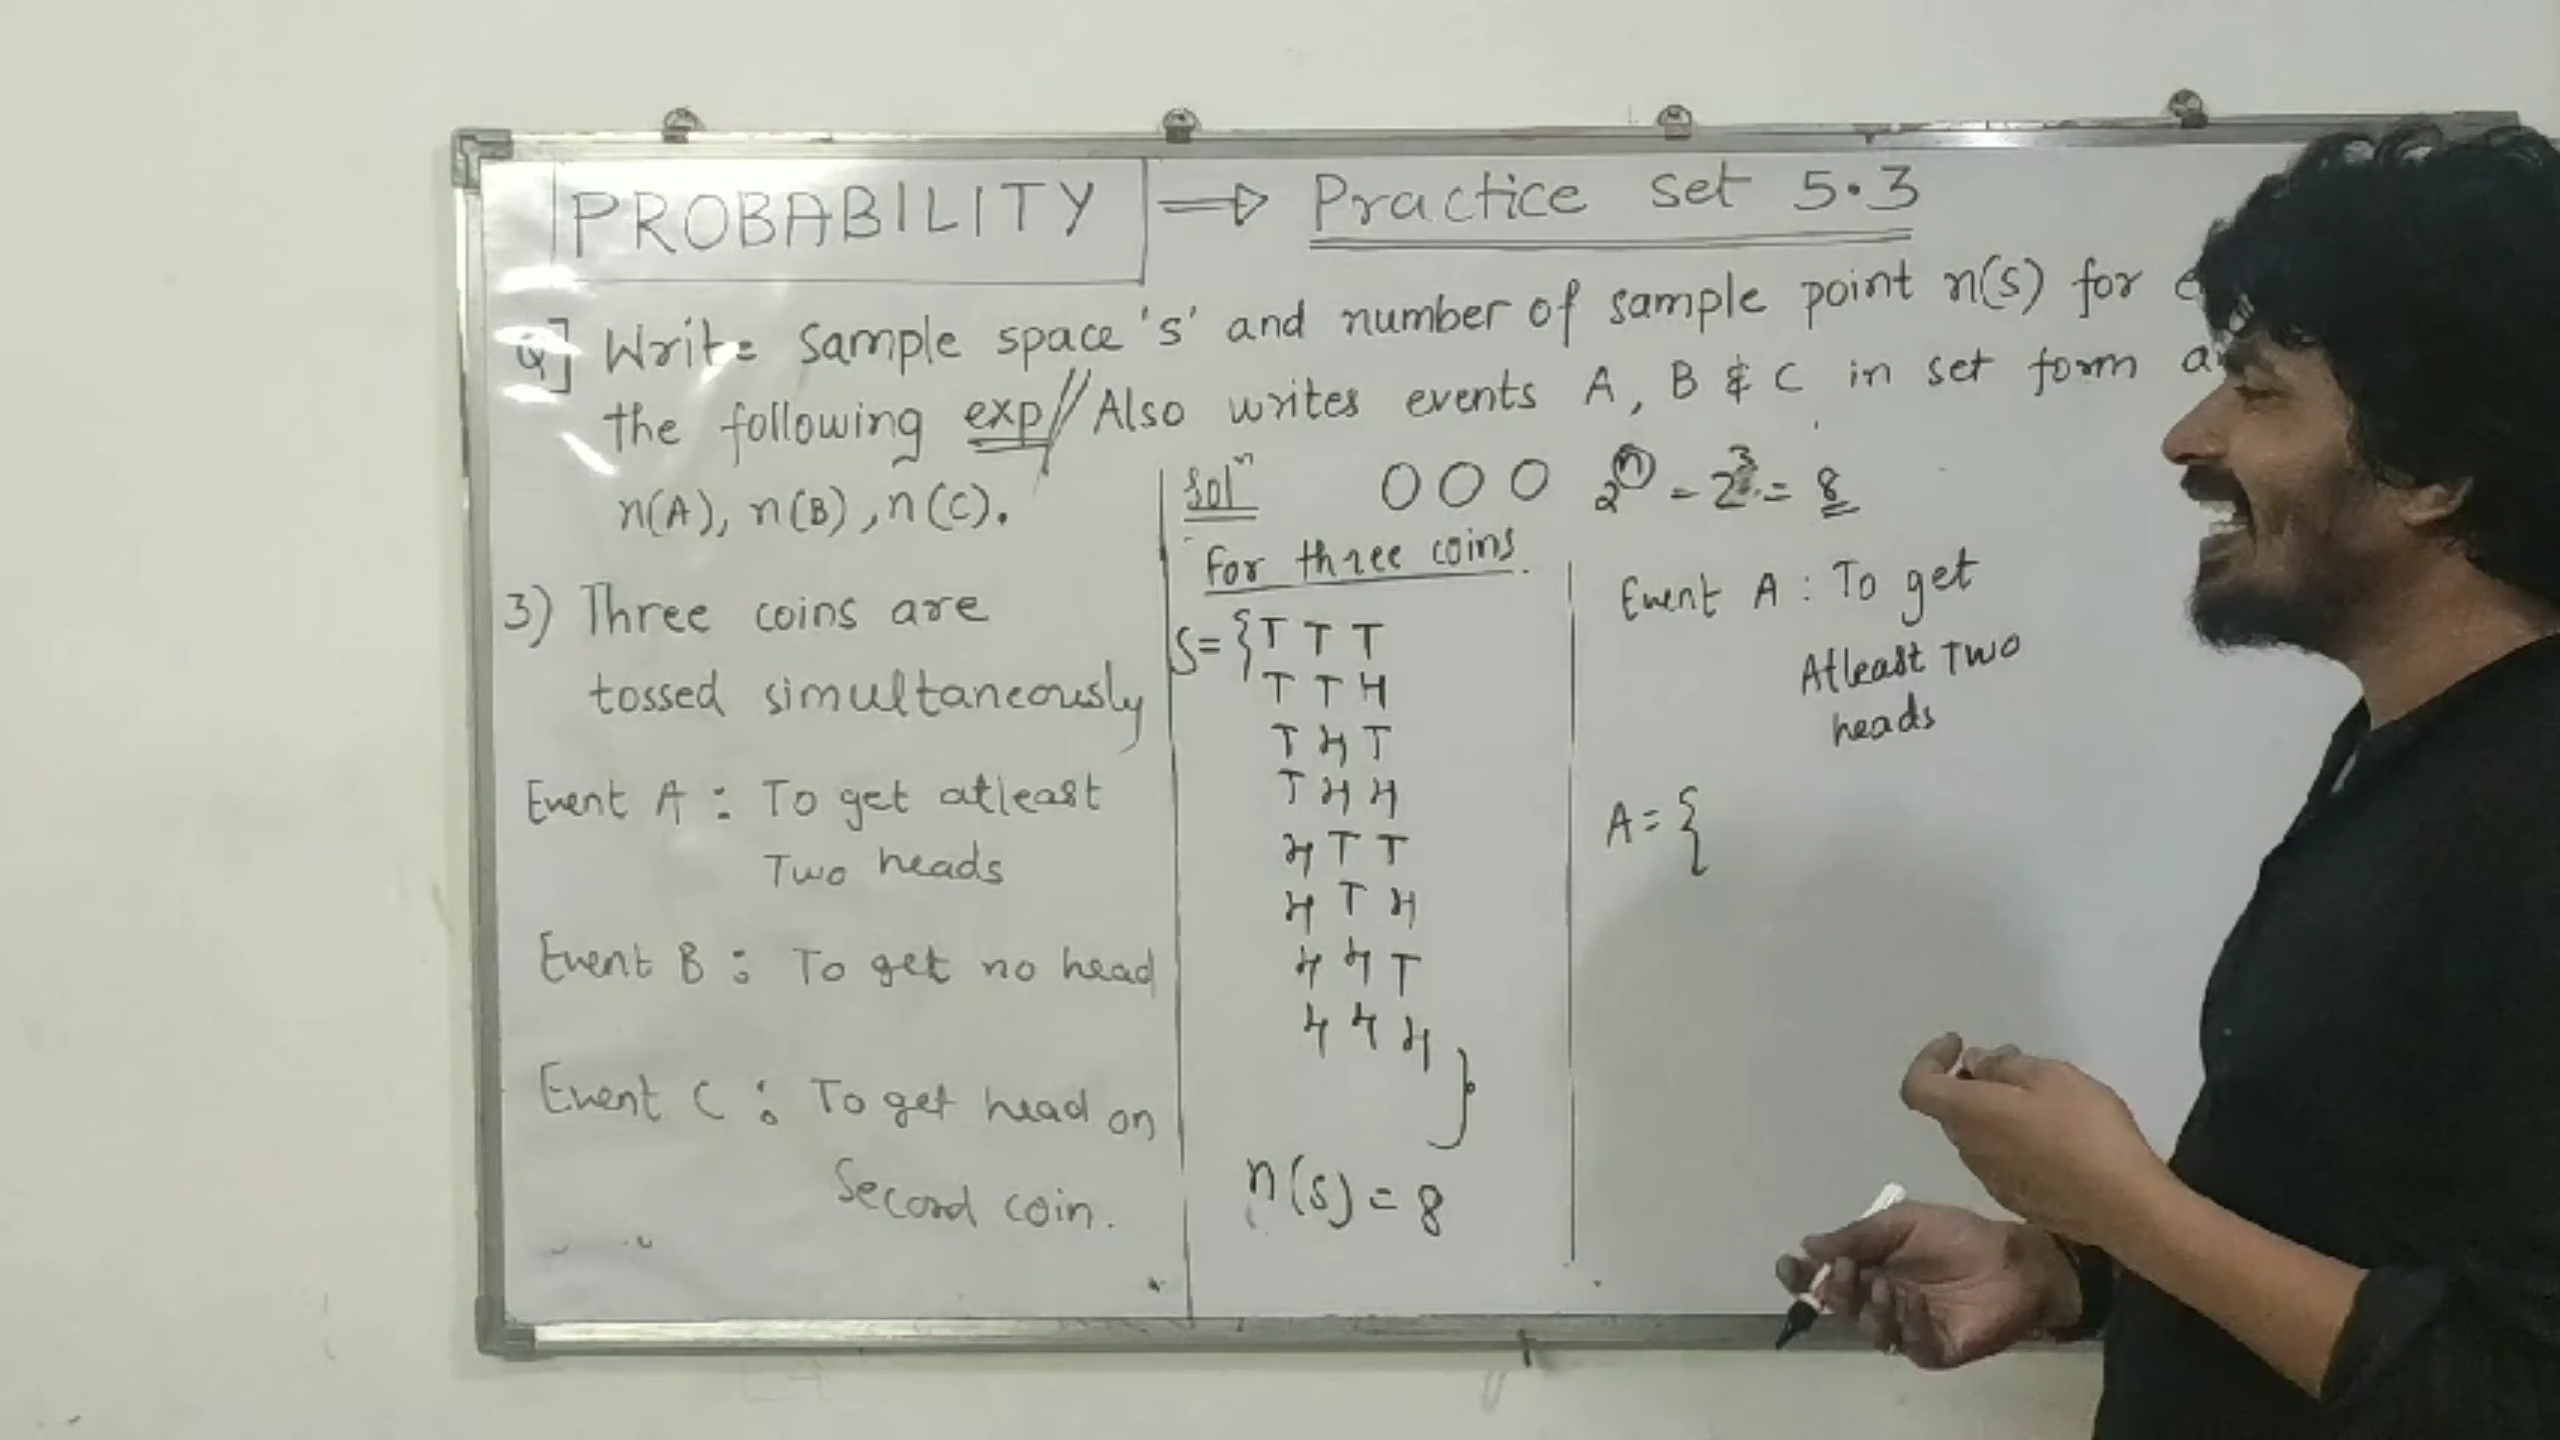 PROBABILITY ⇒ Practice set 5.3
Q] Write sample space 's' and number of sample point n(s) for
the following exp // Also writes events A, B & C in set form
n(A), n(B), n(C).
3) Three coins are
tossed simultaneously
Event A : To get atleast
Two heads
Event B : To get no head
Event C : To get head on
Second coin.
Solⁿ O O O 2ⁿ = 2³ = 8
For three coins.
S = { T T T
T T H
T H T
T H H
H T T
H T H
H H T
H H H
}
n(s) = 8
Event A : To get
Atleast Two
heads
A = {